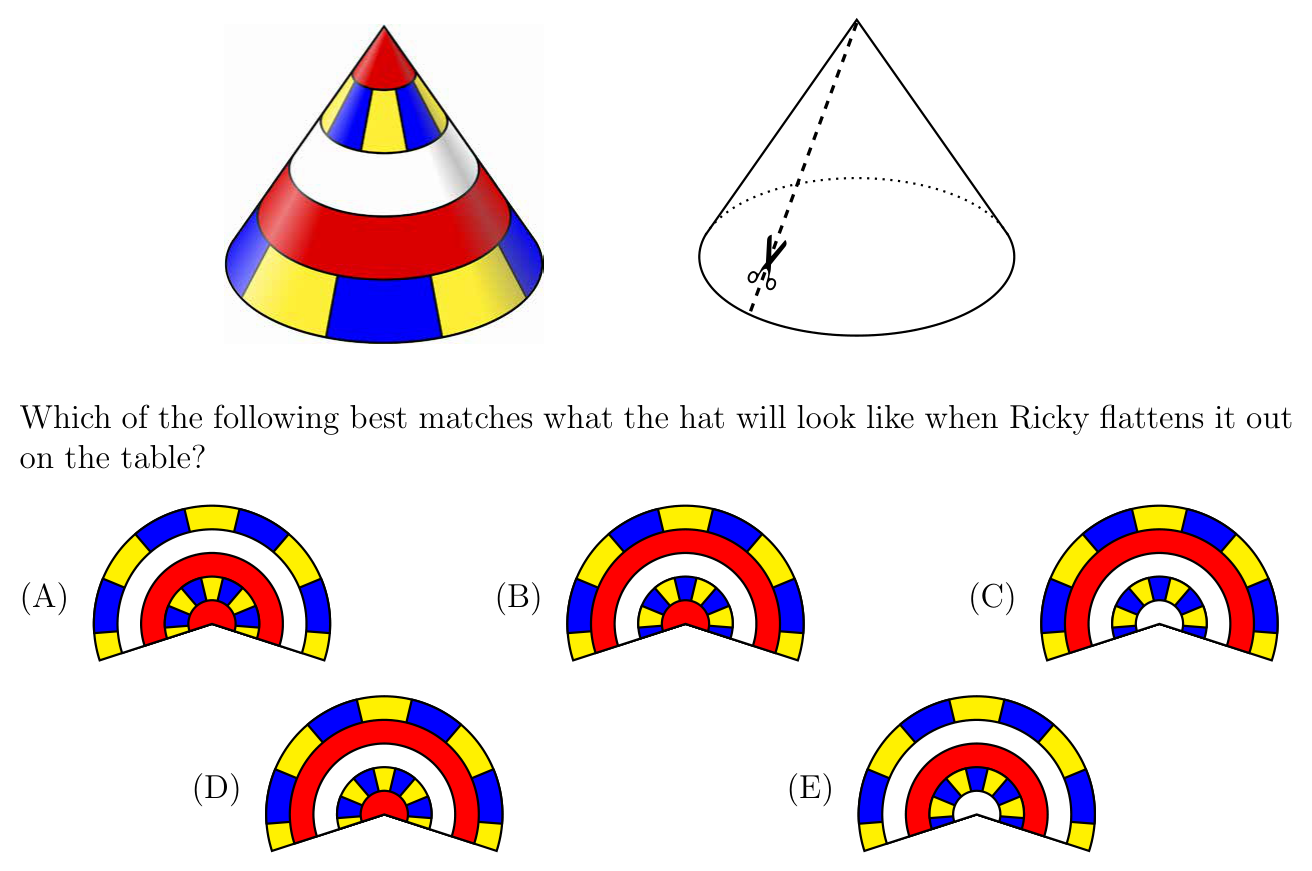 Which of the following best matches what the hat will look like when Ricky flattens it out
on the table?
(A) (B) (C)
(D) (E)